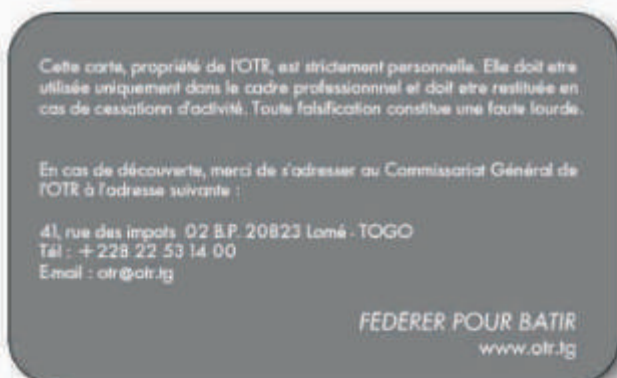 Cette carte, propriété de l'OTR, est strictement personnelle. Elle doit etre
utilisée uniquement dans le cadre professionnnel et doit etre restituée en
cas de cessationn d'activité. Toute falsification constitue une faute lourde.
En cas de découverte, merci de s'adresser au Commissariat Général de
l'OTR à l'adresse suivante :
41, rue des impots 02 B.P. 20823 Lomé - TOGO
Tél : +228 22 53 14 00
E-mail : otr@otr.tg
FEDERER POUR BATIR
www.otr.tg